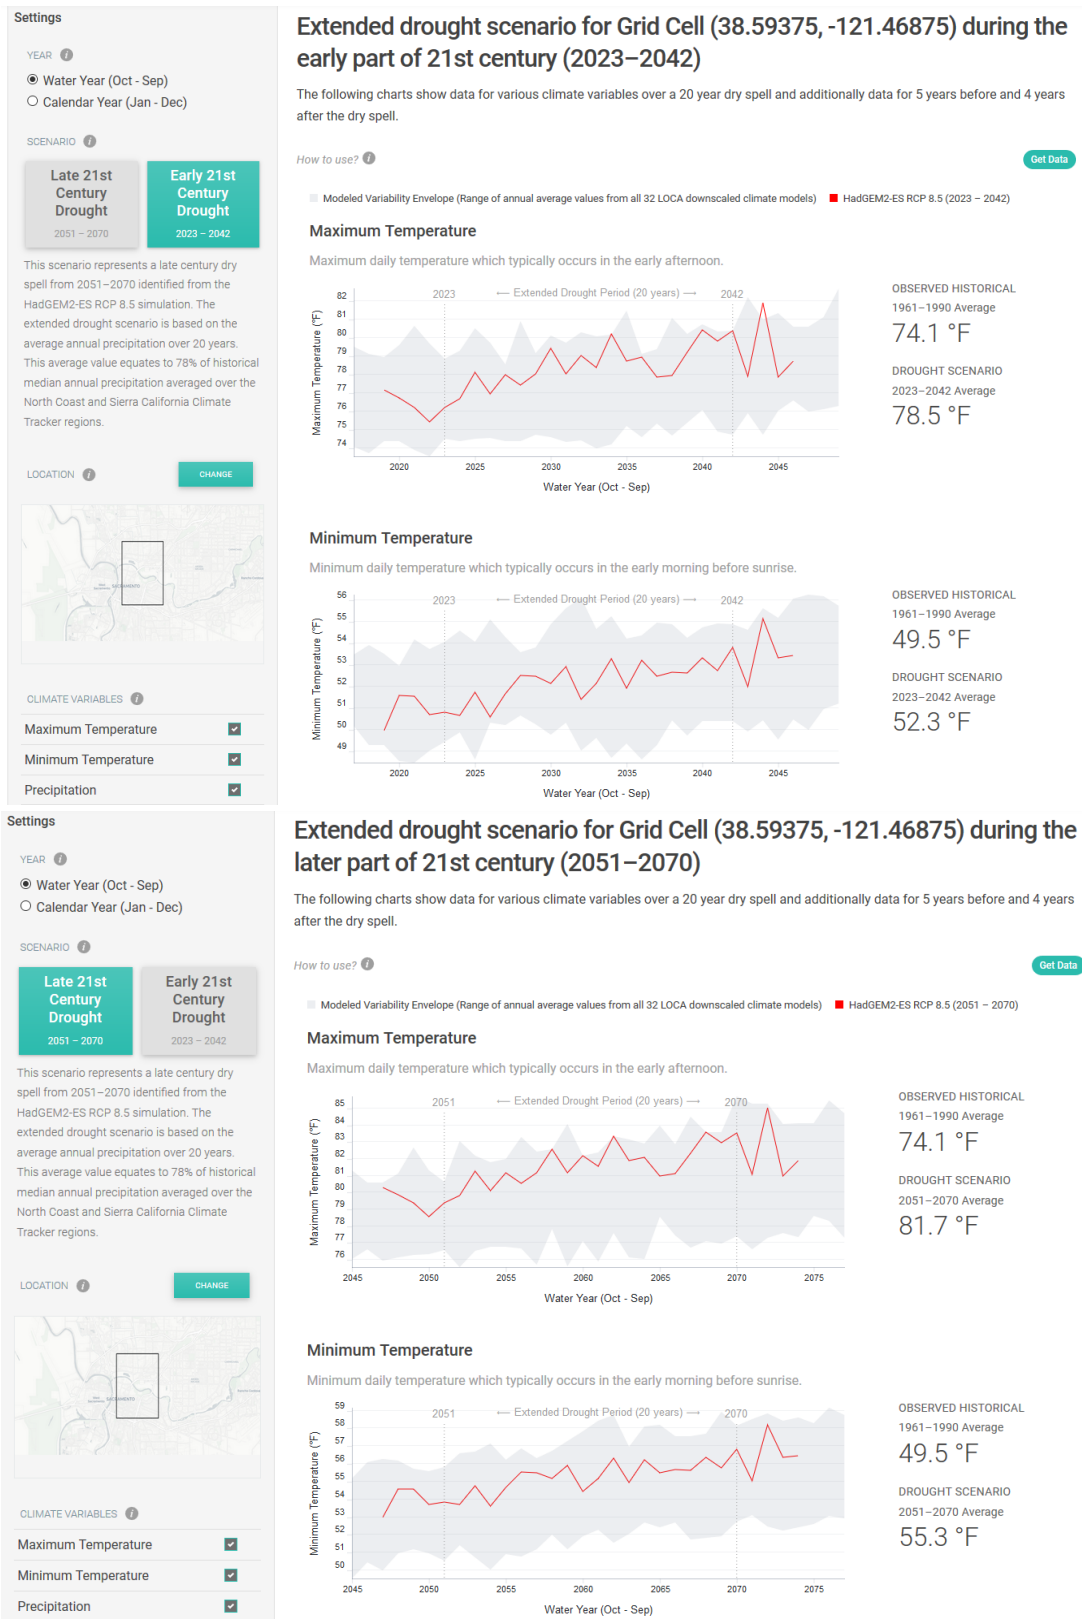 Settings
YEAR i
Water Year (Oct - Sep)
Calendar Year (Jan - Dec)
SCENARIO i
Late 21st
Century
Drought
2051 – 2070
Early 21st
Century
Drought
2023 – 2042
This scenario represents a late century dry
spell from 2051–2070 identified from the
HadGEM2-ES RCP 8.5 simulation. The
extended drought scenario is based on the
average annual precipitation over 20 years.
This average value equates to 78% of historical
median annual precipitation averaged over the
North Coast and Sierra California Climate
Tracker regions.
LOCATION i
CHANGE
SACRAMENTO
CLIMATE VARIABLES i
Maximum Temperature
Minimum Temperature
Precipitation
Extended drought scenario for Grid Cell (38.59375, -121.46875) during the
early part of 21st century (2023–2042)
The following charts show data for various climate variables over a 20 year dry spell and additionally data for 5 years before and 4 years
after the dry spell.
How to use? i
Get Data
Modeled Variability Envelope (Range of annual average values from all 32 LOCA downscaled climate models)
HadGEM2-ES RCP 8.5 (2023 – 2042)
Maximum Temperature
Maximum daily temperature which typically occurs in the early afternoon.
2023
← Extended Drought Period (20 years) →
2042
Maximum Temperature (°F)
82
81
80
79
78
77
76
75
74
2020 2025 2030 2035 2040 2045
Water Year (Oct - Sep)
OBSERVED HISTORICAL
1961–1990 Average
74.1 °F
DROUGHT SCENARIO
2023–2042 Average
78.5 °F
Minimum Temperature
Minimum daily temperature which typically occurs in the early morning before sunrise.
2023
← Extended Drought Period (20 years) →
2042
Minimum Temperature (°F)
56
55
54
53
52
51
50
49
2020 2025 2030 2035 2040 2045
Water Year (Oct - Sep)
OBSERVED HISTORICAL
1961–1990 Average
49.5 °F
DROUGHT SCENARIO
2023–2042 Average
52.3 °F
Settings
YEAR i
Water Year (Oct - Sep)
Calendar Year (Jan - Dec)
SCENARIO i
Late 21st
Century
Drought
2051 – 2070
Early 21st
Century
Drought
2023 – 2042
This scenario represents a late century dry
spell from 2051–2070 identified from the
HadGEM2-ES RCP 8.5 simulation. The
extended drought scenario is based on the
average annual precipitation over 20 years.
This average value equates to 78% of historical
median annual precipitation averaged over the
North Coast and Sierra California Climate
Tracker regions.
LOCATION i
CHANGE
SACRAMENTO
CLIMATE VARIABLES i
Maximum Temperature
Minimum Temperature
Precipitation
Extended drought scenario for Grid Cell (38.59375, -121.46875) during the
later part of 21st century (2051–2070)
The following charts show data for various climate variables over a 20 year dry spell and additionally data for 5 years before and 4 years
after the dry spell.
How to use? i
Get Data
Modeled Variability Envelope (Range of annual average values from all 32 LOCA downscaled climate models)
HadGEM2-ES RCP 8.5 (2051 – 2070)
Maximum Temperature
Maximum daily temperature which typically occurs in the early afternoon.
2051
← Extended Drought Period (20 years) →
2070
Maximum Temperature (°F)
85
84
83
82
81
80
79
78
77
76
2045 2050 2055 2060 2065 2070 2075
Water Year (Oct - Sep)
OBSERVED HISTORICAL
1961–1990 Average
74.1 °F
DROUGHT SCENARIO
2051–2070 Average
81.7 °F
Minimum Temperature
Minimum daily temperature which typically occurs in the early morning before sunrise.
2051
← Extended Drought Period (20 years) →
2070
Minimum Temperature (°F)
59
58
57
56
55
54
53
52
51
50
2045 2050 2055 2060 2065 2070 2075
Water Year (Oct - Sep)
OBSERVED HISTORICAL
1961–1990 Average
49.5 °F
DROUGHT SCENARIO
2051–2070 Average
55.3 °F